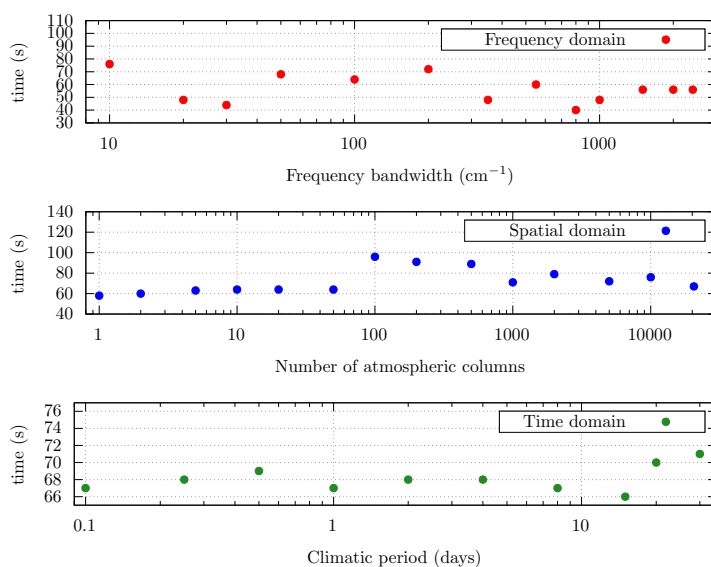 110
100
90
80
70
60
50
40
30
time (s)
Frequency domain
10 100 1000
Frequency bandwidth (cm⁻¹)
140
120
100
80
60
40
time (s)
Spatial domain
1 10 100 1000 10000
Number of atmospheric columns
76
74
72
70
68
66
time (s)
Time domain
0.1 1 10
Climatic period (days)